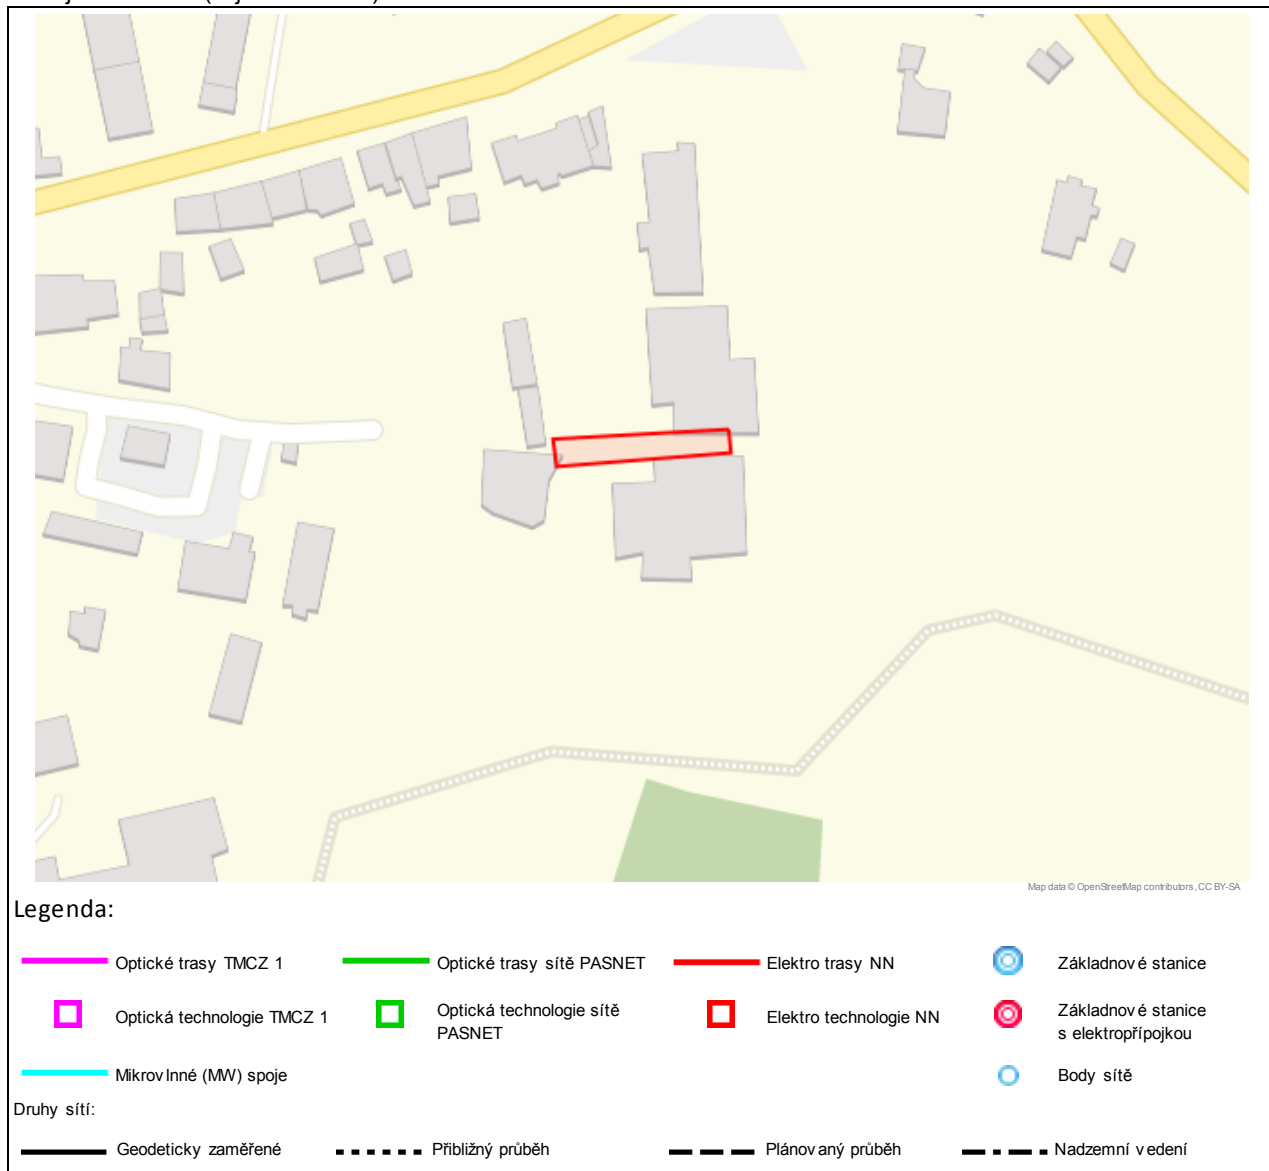 Map data © OpenStreetMap contributors, CC BY-SA
Legenda:
Optické trasy TMCZ 1
Optické trasy sítě PASNET
Elektro trasy NN
Základnové stanice
Optická technologie TMCZ 1
Optická technologie sítě
PASNET
Elektro technologie NN
Základnové stanice
s elektropřípojkou
Mikrovlnné (MW) spoje
Body sítě
Druhy sítí:
Geodeticky zaměřené
Přibližný průběh
Plánovaný průběh
Nadzemní vedení